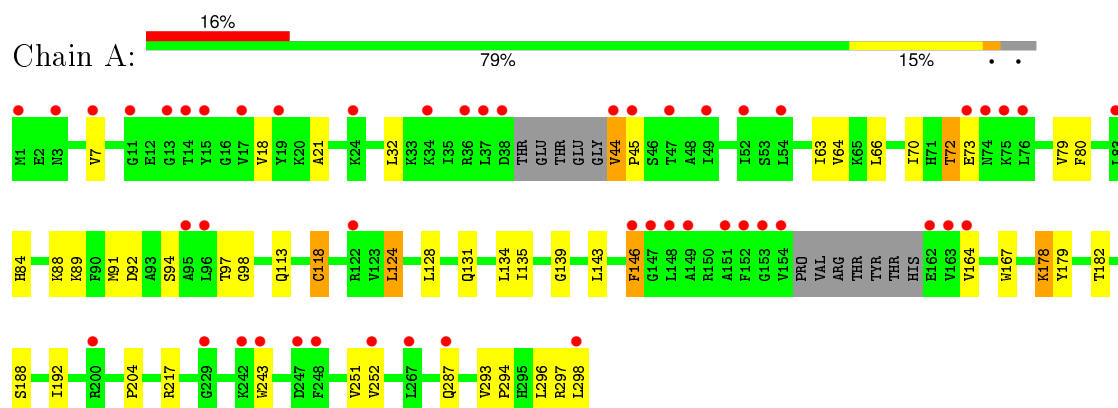 16%
Chain A:
79% 15% • •
M1 E2 N3 V7 G11 E12 G13 T14 Y15 G16 V17 V18 Y19 K20 A21 K24 L32 K33 K34 I35 R36 L37 D38 THR GLU THR GLU GLY V44 P45 S46 T47 A48 I49 I52 S53 L54 I63 V64 K65 L66 I70 H71 T72 E73 N74 K75 L76 V79 F80 L83
H84 K88 K89 F90 M91 D92 A93 S94 A95 L96 T97 G98 Q113 C118 R122 V123 L124 L128 Q131 L134 I135 G139 L143 F146 G147 L148 A149 R150 A151 F152 G153 V154 PRO VAL ARG THR TYR THR HIS E162 V163 V164 W167 K178 Y179 T182
S188 I192 R200 P204 R217 G229 K242 W243 D247 F248 V251 V252 L267 Q287 V293 P294 H295 L296 R297 L298